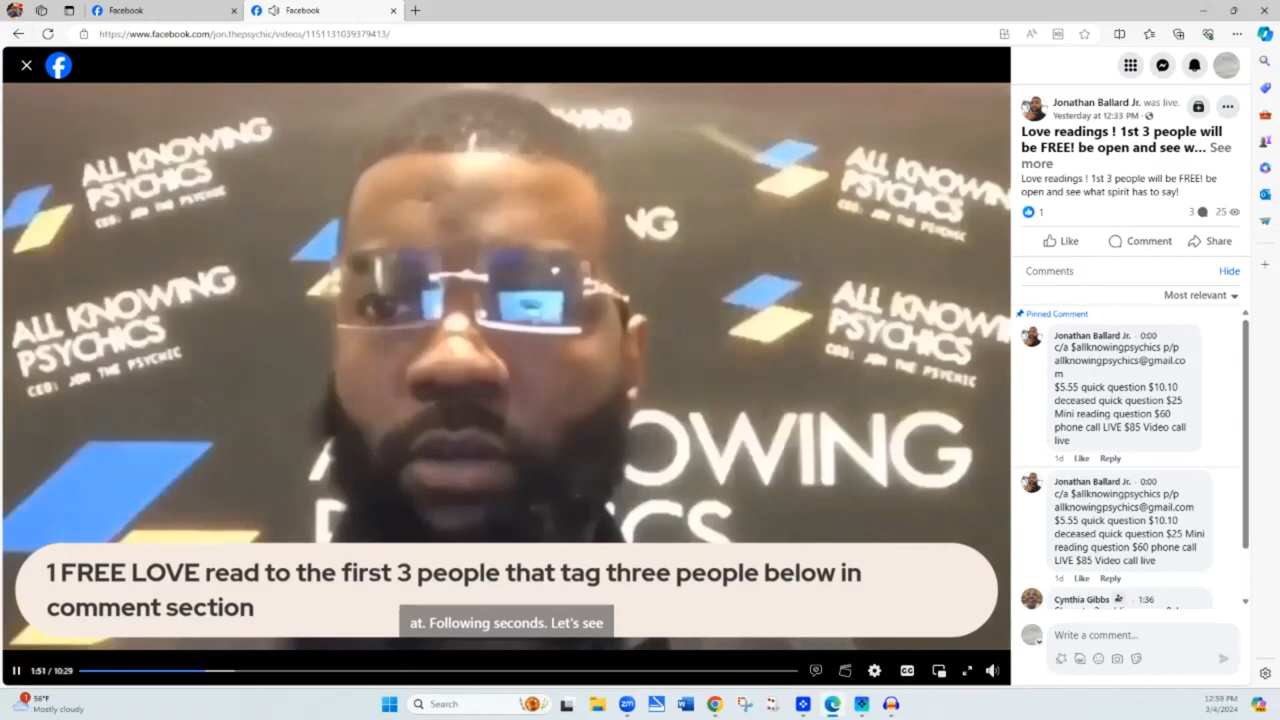 Facebook
Facebook
https://www.facebook.com/jon.thepsychic/videos/1151131039379413/
ALL KNOWING
PSYCHICS
CEO: JON THE PSYCHIC
WING
ALL KNOWIN
PSYCHICS
CEO: JON THE PSYCHIC
NG
ALL KNOWING
PSYCHICS
CEO: JON THE PSYCHIC
ALL KNOWI
PSYCHICS
CEO: JON THE PSYCHIC
OWING
ICS
1 FREE LOVE read to the first 3 people that tag three people below in
comment section
at. Following seconds. Let's see
1:51 / 10:29
CC
Jonathan Ballard Jr. was live.
Yesterday at 12:33 PM ·
Love readings ! 1st 3 people will
be FREE! be open and see w... See
more
Love readings ! 1st 3 people will be FREE! be
open and see what spirit has to say!
1
3 25
Like Comment Share
Comments Hide
Most relevant
Pinned Comment
Jonathan Ballard Jr. · 0:00
c/a $allknowingpsychics p/p
allknowingpsychics@gmail.co
m
$5.55 quick question $10.10
deceased quick question $25
Mini reading question $60
phone call LIVE $85 Video call
live
1d Like Reply
Jonathan Ballard Jr. · 0:00
c/a $allknowingpsychics p/p
allknowingpsychics@gmail.com
$5.55 quick question $10.10
deceased quick question $25 Mini
reading question $60 phone call
LIVE $85 Video call live
1d Like Reply
Cynthia Gibbs · 1:36
Write a comment...
1
56°F
Mostly cloudy
Search
zm
12:59 PM
3/4/2024